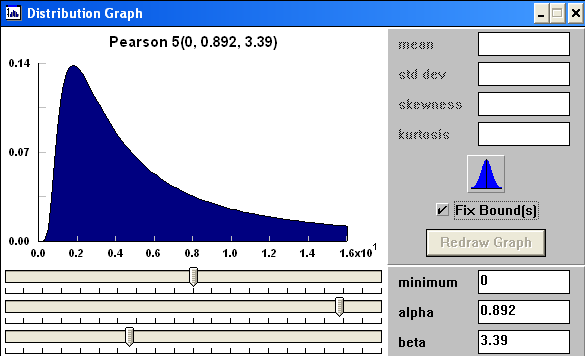 Distribution Graph
Pearson 5(0, 0.892, 3.39)
0.14
0.07
0.00
0.0 0.2 0.4 0.6 0.8 1.0 1.2 1.4 1.6x10¹
mean
std dev
skewness
kurtosis
Fix Bound(s)
Redraw Graph
minimum 0
alpha 0.892
beta 3.39